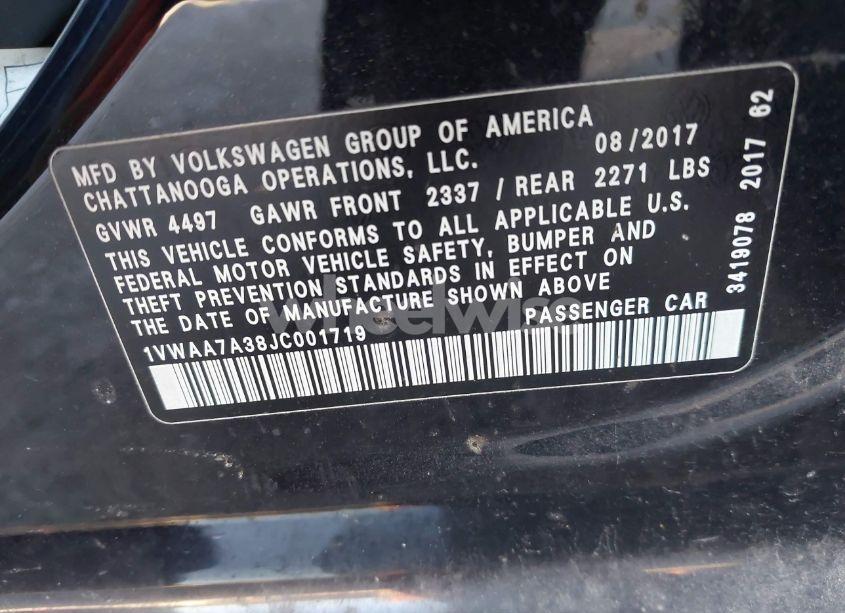 MFD BY VOLKSWAGEN GROUP OF AMERICA
CHATTANOOGA OPERATIONS, LLC. 08/2017
GVWR 4497 GAWR FRONT 2337 / REAR 2271 LBS
THIS VEHICLE CONFORMS TO ALL APPLICABLE U.S.
FEDERAL MOTOR VEHICLE SAFETY, BUMPER AND
THEFT PREVENTION STANDARDS IN EFFECT ON
THE DATE OF MANUFACTURE SHOWN ABOVE
1VWAA7A38JC001719 PASSENGER CAR
3419078 2017 62
wheelwise